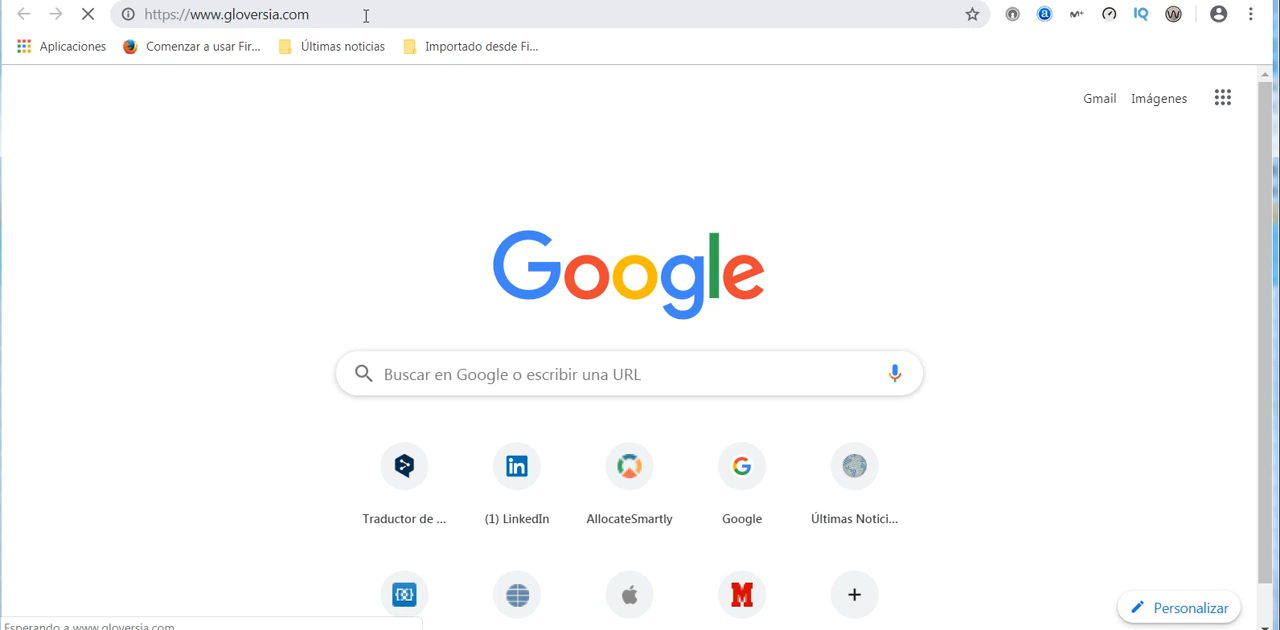 https://www.gloversia.com
Aplicaciones Comenzar a usar Fir... Últimas noticias Importado desde Fi...
Gmail Imágenes
Google
Buscar en Google o escribir una URL
Traductor de ... (1) LinkedIn AllocateSmartly Google Últimas Notici...
Personalizar
Esperando a www.gloversia.com